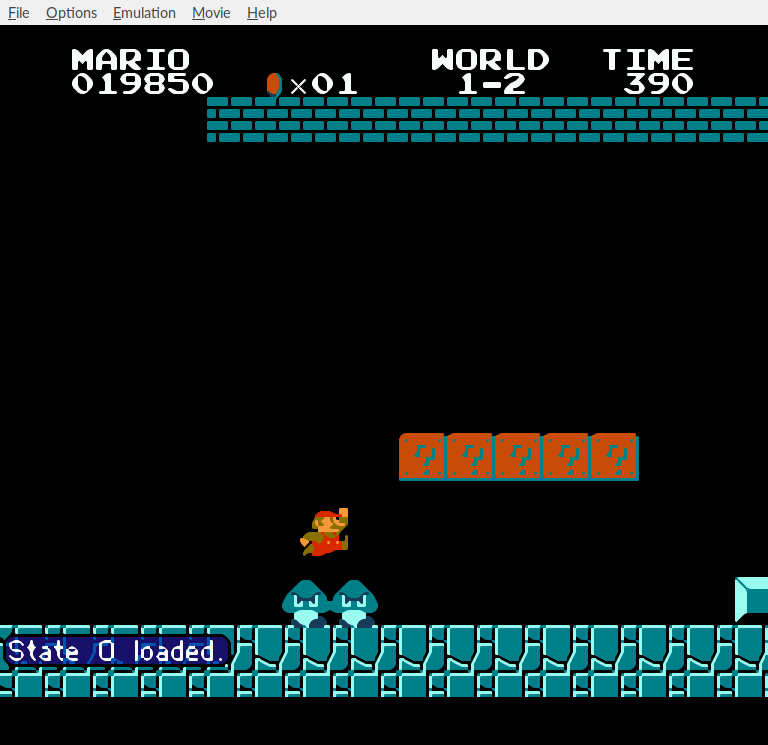 File Options Emulation Movie Help
MARIO WORLD TIME
019850 ×01 1-2 390
? ? ? ? ?
State 0 loaded.